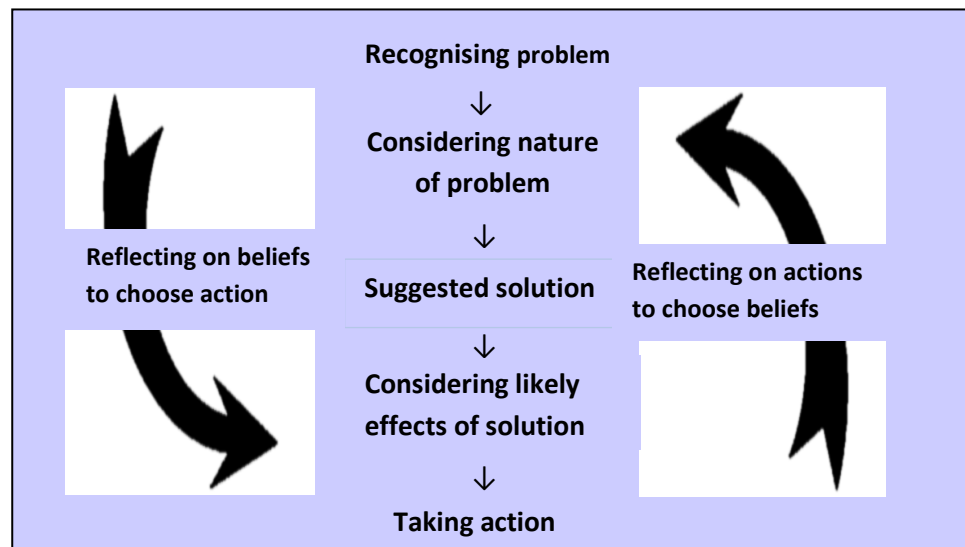 Recognising problem
↓
Considering nature
of problem
↓
Reflecting on beliefs
to choose action
Suggested solution
Reflecting on actions
to choose beliefs
↓
Considering likely
effects of solution
↓
Taking action